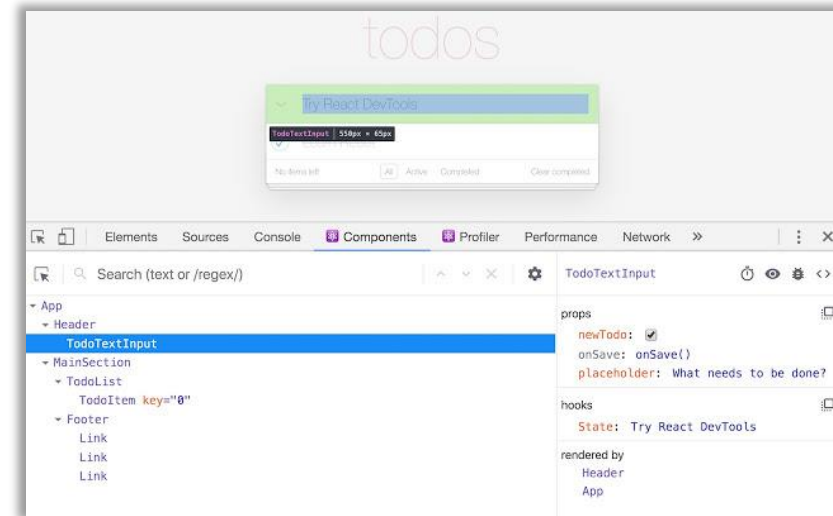 todos
Try React DevTools
TodoTextInput | 550px × 65px
No items left All Active Completed Clear completed
Elements Sources Console Components Profiler Performance Network »
Search (text or /regex/)
TodoTextInput
App
Header
TodoTextInput
MainSection
TodoList
TodoItem key="0"
Footer
Link
Link
Link
props
newTodo:
onSave: onSave()
placeholder: What needs to be done?
hooks
State: Try React DevTools
rendered by
Header
App